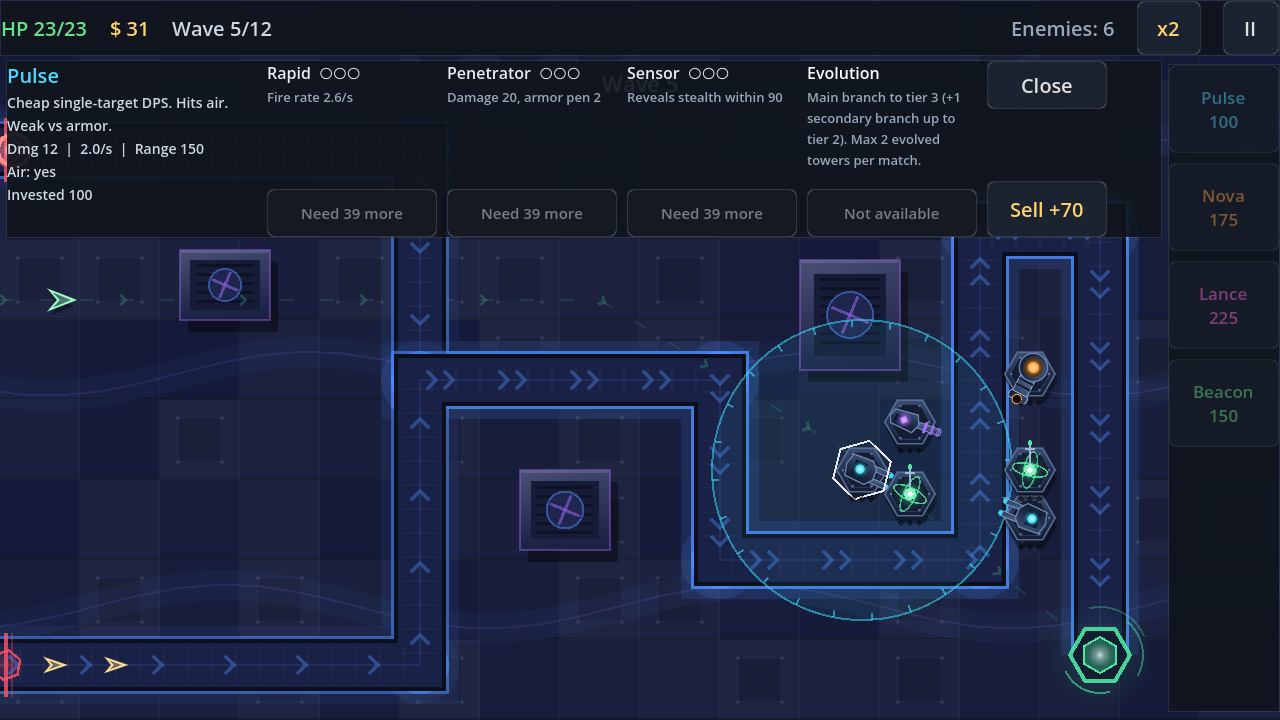 HP 23/23
$ 31
Wave 5/12
Enemies: 6
x2
Pulse
Cheap single-target DPS. Hits air.
Weak vs armor.
Dmg 12 | 2.0/s | Range 150
Air: yes
Invested 100
Rapid
Fire rate 2.6/s
Need 39 more
Penetrator
Damage 20, armor pen 2
Need 39 more
Wave 5
Sensor
Reveals stealth within 90
Need 39 more
Evolution
Main branch to tier 3 (+1
secondary branch up to
tier 2). Max 2 evolved
towers per match.
Not available
Close
Sell +70
Pulse
100
Nova
175
Lance
225
Beacon
150